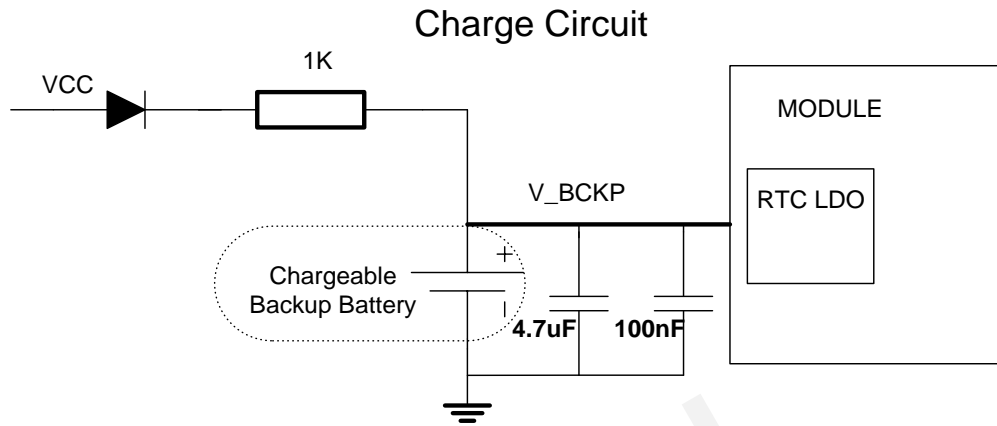 Charge Circuit
1K
VCC
MODULE
V_BCKP
RTC LDO
+
Chargeable
Backup Battery
4.7uF
100nF